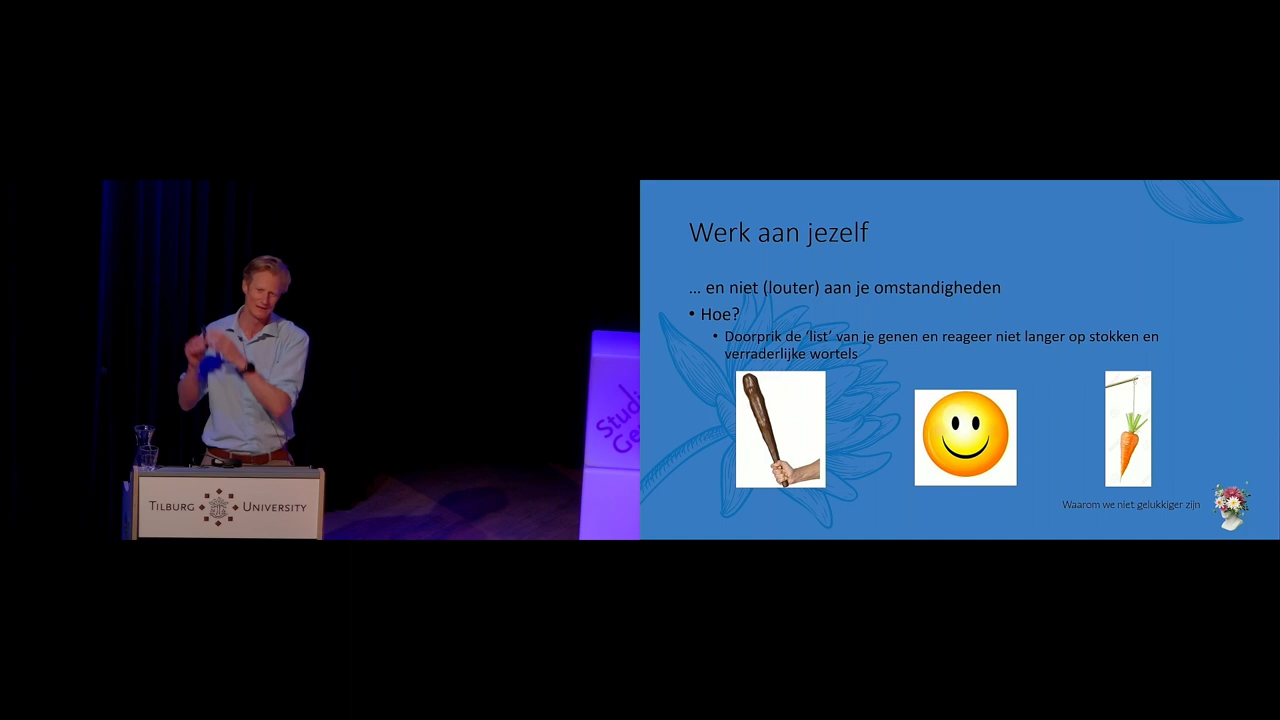 TILBURG UNIVERSITY
Werk aan jezelf
... en niet (louter) aan je omstandigheden
• Hoe?
• Doorprik de ‘list’ van je genen en reageer niet langer op stokken en
verraderlijke wortels
Waarom we niet gelukkiger zijn